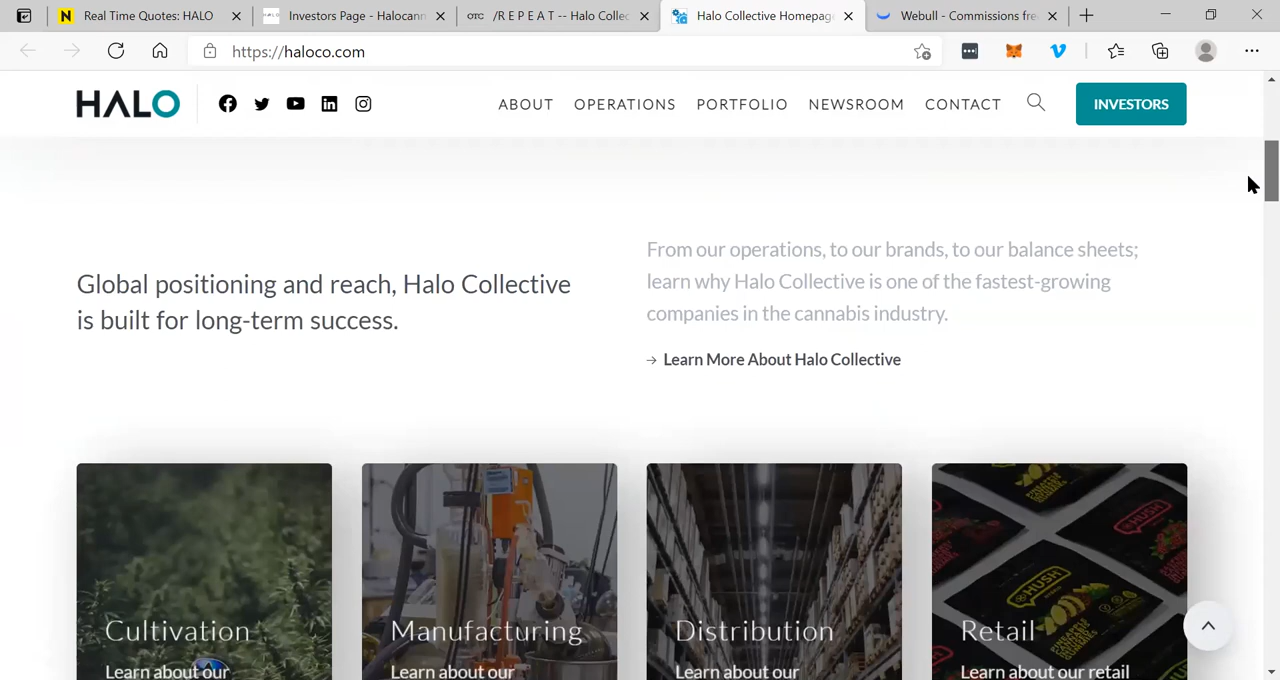 Real Time Quotes: HALO
Investors Page - Halocann
OTC
/R E P E A T -- Halo Collec
Halo Collective Homepage
Webull - Commissions fre
https://haloco.com
HALO
ABOUT
OPERATIONS
PORTFOLIO
NEWSROOM
CONTACT
INVESTORS
Global positioning and reach, Halo Collective
is built for long-term success.
From our operations, to our brands, to our balance sheets;
learn why Halo Collective is one of the fastest-growing
companies in the cannabis industry.
→ Learn More About Halo Collective
Cultivation
Learn about our
Manufacturing
Learn about our
Distribution
Learn about our
Retail
Learn about our retail
HUSH
HUSH